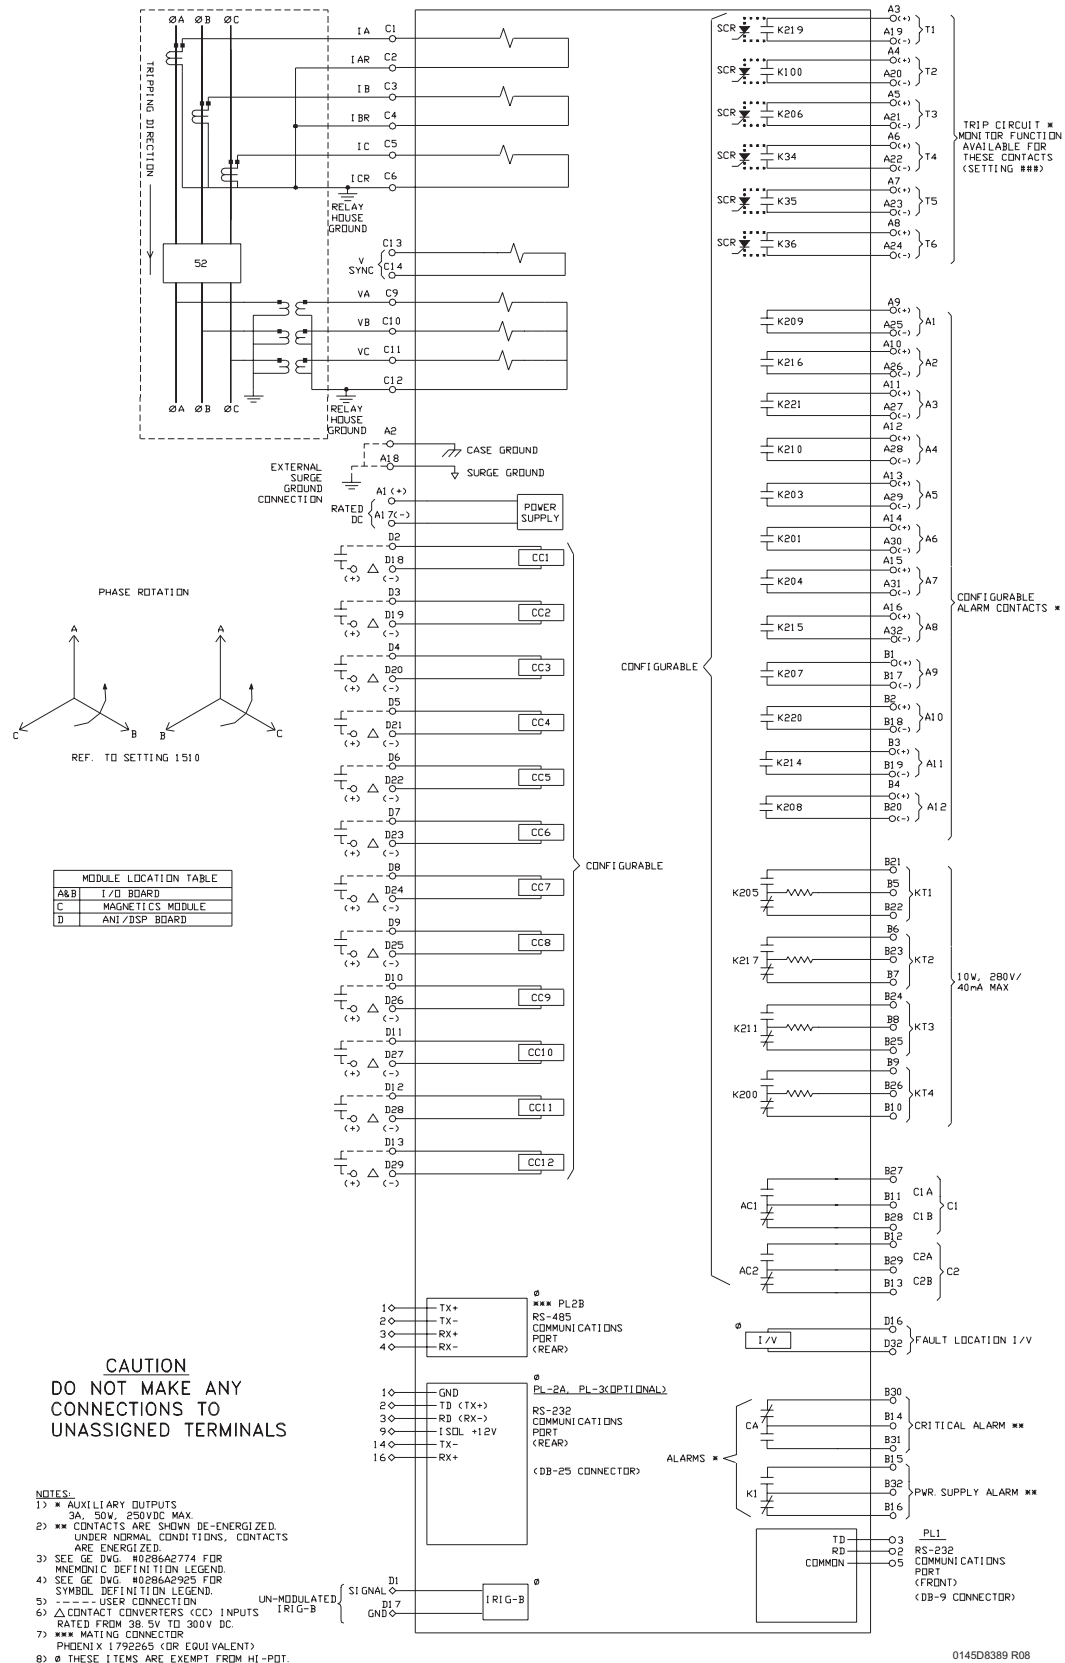 ØA ØB ØC
TRIPPING DIRECTION
52
ØA ØB ØC
IA C1
IAR C2
IB C3
IBR C4
IC C5
ICR C6
RELAY
HOUSE
GROUND
V
SYNC
C13
C14
VA C9
VB C10
VC C11
C12
RELAY
HOUSE
GROUND
A2
CASE GROUND
A18
SURGE GROUND
EXTERNAL
SURGE
GROUND
CONNECTION
RATED
DC
A1(+)
A17(-)
POWER
SUPPLY
D2
D18
(+) △ (-)
CC1
D3
D19
(+) △ (-)
CC2
D4
D20
(+) △ (-)
CC3
D5
D21
(+) △ (-)
CC4
D6
D22
(+) △ (-)
CC5
D7
D23
(+) △ (-)
CC6
D8
D24
(+) △ (-)
CC7
D9
D25
(+) △ (-)
CC8
D10
D26
(+) △ (-)
CC9
D11
D27
(+) △ (-)
CC10
D12
D28
(+) △ (-)
CC11
D13
D29
(+) △ (-)
CC12
CONFIGURABLE
PHASE ROTATION
A
C B
A
B C
REF. TO SETTING 1510
MODULE LOCATION TABLE
A&B I/O BOARD
C MAGNETICS MODULE
D ANI/DSP BOARD
CAUTION
DO NOT MAKE ANY
CONNECTIONS TO
UNASSIGNED TERMINALS
NOTES:
1) * AUXILIARY OUTPUTS
3A, 50W, 250VDC MAX.
2) ** CONTACTS ARE SHOWN DE-ENERGIZED.
UNDER NORMAL CONDITIONS, CONTACTS
ARE ENERGIZED.
3) SEE GE DWG. #0286A2774 FOR
MNEMONIC DEFINITION LEGEND.
4) SEE GE DWG. #0286A2925 FOR
SYMBOL DEFINITION LEGEND.
5) ------ USER CONNECTION
6) △ CONTACT CONVERTERS (CC) INPUTS
RATED FROM 38.5V TO 300V DC.
7) *** MATING CONNECTOR
PHOENIX 1792265 (OR EQUIVALENT)
8) Ø THESE ITEMS ARE EXEMPT FROM HI-POT.
1 TX+
2 TX-
3 RX+
4 RX-
Ø
*** PL2B
RS-485
COMMUNICATIONS
PORT
(REAR)
1 GND
2 TD (TX+)
3 RD (RX-)
9 ISOL +12V
14 TX-
16 RX+
Ø
PL-2A, PL-3(OPTIONAL)
RS-232
COMMUNICATIONS
PORT
(REAR)
(DB-25 CONNECTOR)
UN-MODULATED
IRIG-B
D1
SIGNAL
D17
GND
IRIG-B
Ø
CONFIGURABLE
SCR K219 A3 (+) A19 (-) T1
SCR K100 A4 (+) A20 (-) T2
SCR K206 A5 (+) A21 (-) T3
SCR K34 A6 (+) A22 (-) T4
SCR K35 A7 (+) A23 (-) T5
SCR K36 A8 (+) A24 (-) T6
TRIP CIRCUIT *
MONITOR FUNCTION
AVAILABLE FOR
THESE CONTACTS
(SETTING ###)
K209 A9 (+) A25 (-) A1
K216 A10 (+) A26 (-) A2
K221 A11 (+) A27 (-) A3
K210 A12 (+) A28 (-) A4
K203 A13 (+) A29 (-) A5
K201 A14 (+) A30 (-) A6
K204 A15 (+) A31 (-) A7
K215 A16 (+) A32 (-) A8
K207 B1 (+) B17 (-) A9
K220 B2 (+) B18 (-) A10
K214 B3 (+) B19 (-) A11
K208 B4 (+) B20 (-) A12
CONFIGURABLE
ALARM CONTACTS *
K205 B21 B5 B22 KT1
K217 B6 B23 B7 KT2
K211 B24 B8 B25 KT3
K200 B9 B26 B10 KT4
10W, 280V/
40mA MAX
AC1 B27 B11 B28 C1A C1B C1
AC2 B12 B29 B13 C2A C2B C2
Ø
I/V D16 D32 FAULT LOCATION I/V
ALARMS *
CA B30 B14 B31 CRITICAL ALARM **
K1 B15 B32 B16 PWR. SUPPLY ALARM **
TD 3
RD 2
COMMON 5
PL1
RS-232
COMMUNICATIONS
PORT
(FRONT)
(DB-9 CONNECTOR)
0145D8389 R08